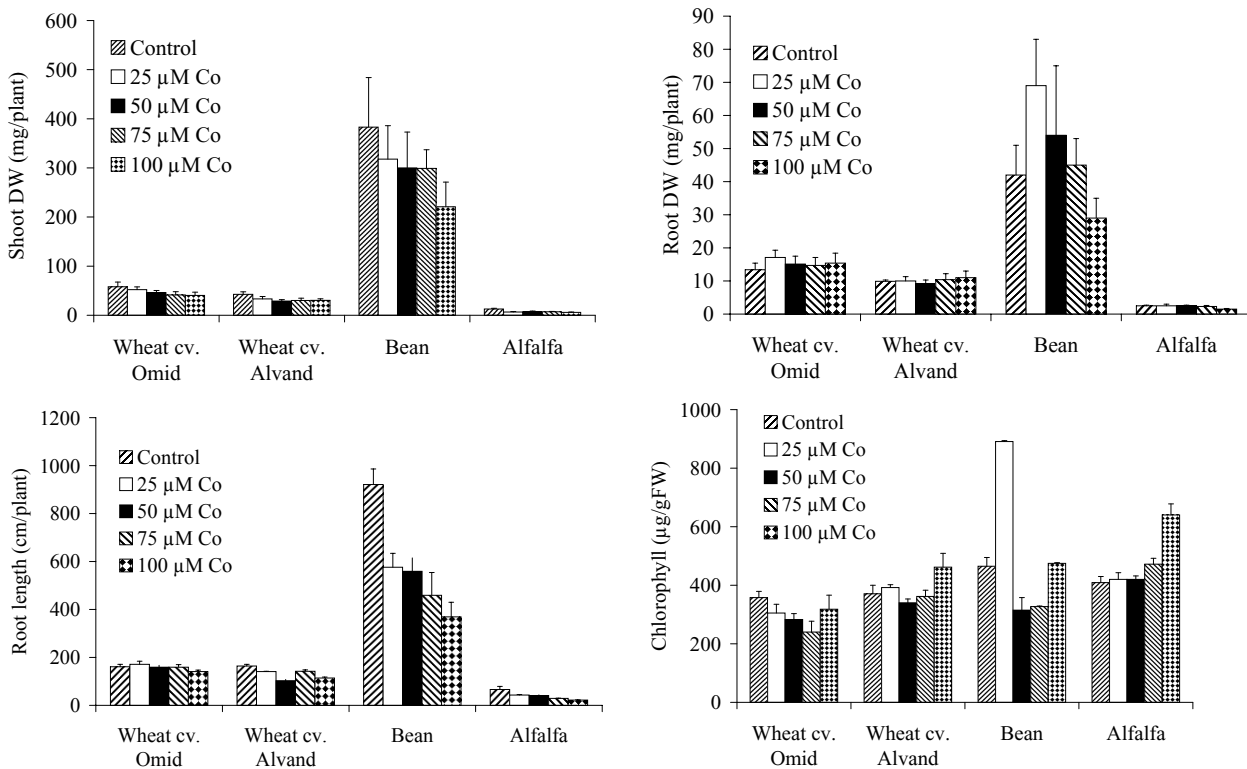 Shoot DW (mg/plant)
600
500
400
300
200
100
0
Control
25 µM Co
50 µM Co
75 µM Co
100 µM Co
Wheat cv. Omid
Wheat cv. Alvand
Bean
Alfalfa
Root DW (mg/plant)
90
80
70
60
50
40
30
20
10
0
Control
25 µM Co
50 µM Co
75 µM Co
100 µM Co
Wheat cv. Omid
Wheat cv. Alvand
Bean
Alfalfa
Root length (cm/plant)
1200
1000
800
600
400
200
0
Control
25 µM Co
50 µM Co
75 µM Co
100 µM Co
Wheat cv. Omid
Wheat cv. Alvand
Bean
Alfalfa
Chlorophyll (µg/gFW)
1000
800
600
400
200
0
Control
25 µM Co
50 µM Co
75 µM Co
100 µM Co
Wheat cv. Omid
Wheat cv. Alvand
Bean
Alfalfa